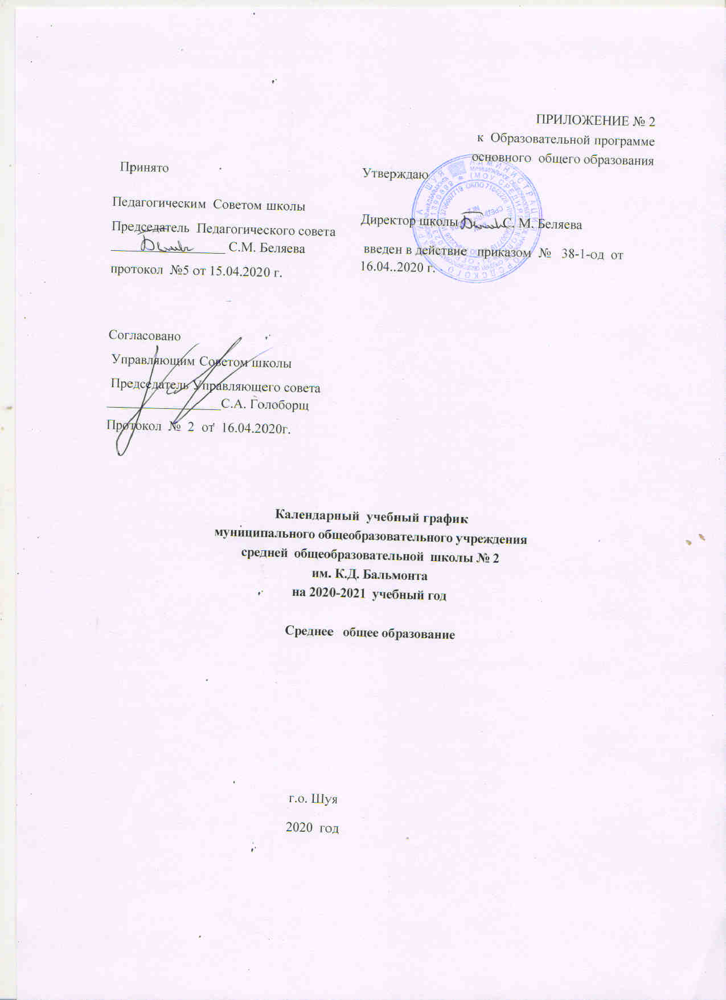 ПРИЛОЖЕНИЕ № 2
к Образовательной программе
основного общего образования
Принято
Педагогическим Советом школы
Председатель Педагогического совета
________________ С.М. Беляева
протокол №5 от 15.04.2020 г.
Утверждаю
Директор школы С. М. Беляева
введен в действие приказом № 38-1-од от
16.04..2020 г.
Согласовано
Управляющим Советом школы
Председатель Управляющего совета
________________С.А. Голоборщ
Протокол № 2 от 16.04.2020г.
Календарный учебный график
муниципального общеобразовательного учреждения
средней общеобразовательной школы № 2
им. К.Д. Бальмонта
на 2020-2021 учебный год
Среднее общее образование
г.о. Шуя
2020 год